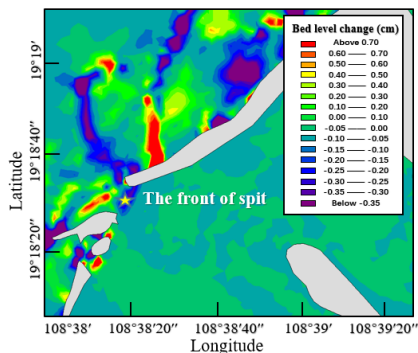 Bed level change (cm)
Above 0.70
0.60 — 0.70
0.50 — 0.60
0.40 — 0.50
0.30 — 0.40
0.20 — 0.30
0.10 — 0.20
0.00 — 0.10
-0.05 — 0.00
-0.10 — -0.05
-0.15 — -0.10
-0.20 — -0.15
-0.25 — -0.20
-0.30 — -0.25
-0.35 — -0.30
Below -0.35
19°19′
19°18′40″
19°18′20″
Latitude
The front of spit
108°38′ 108°38′20″ 108°38′40″ 108°39′ 108°39′20″
Longitude